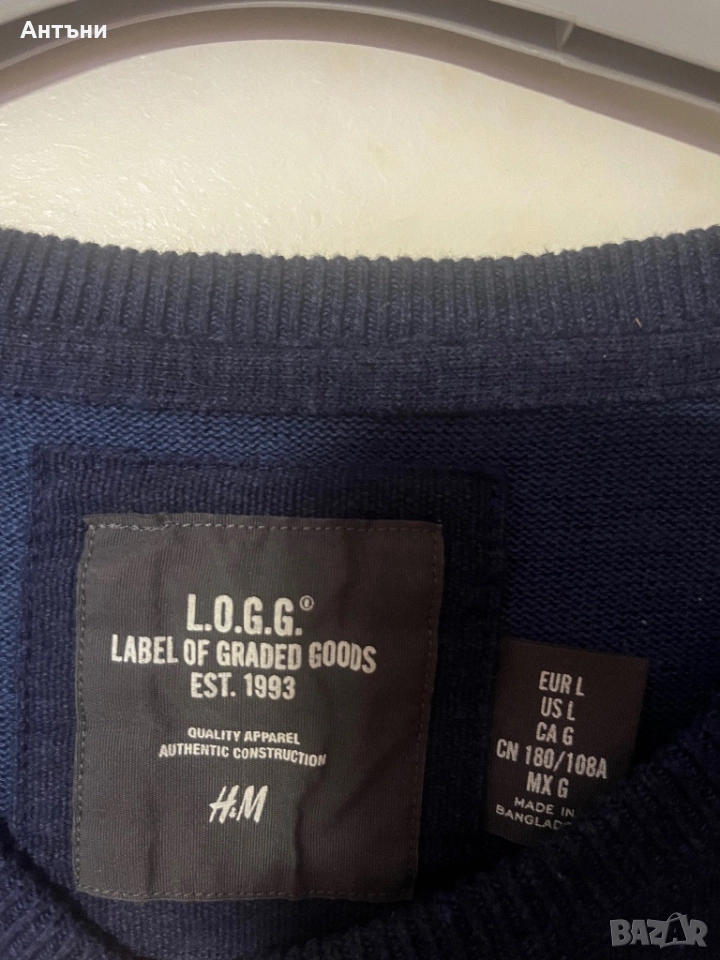 Антъни
L.O.G.G.®
LABEL OF GRADED GOODS
EST. 1993
QUALITY APPAREL
AUTHENTIC CONSTRUCTION
H&M
EUR L
US L
CA G
CN 180/108A
MX G
MADE IN
BAZAR